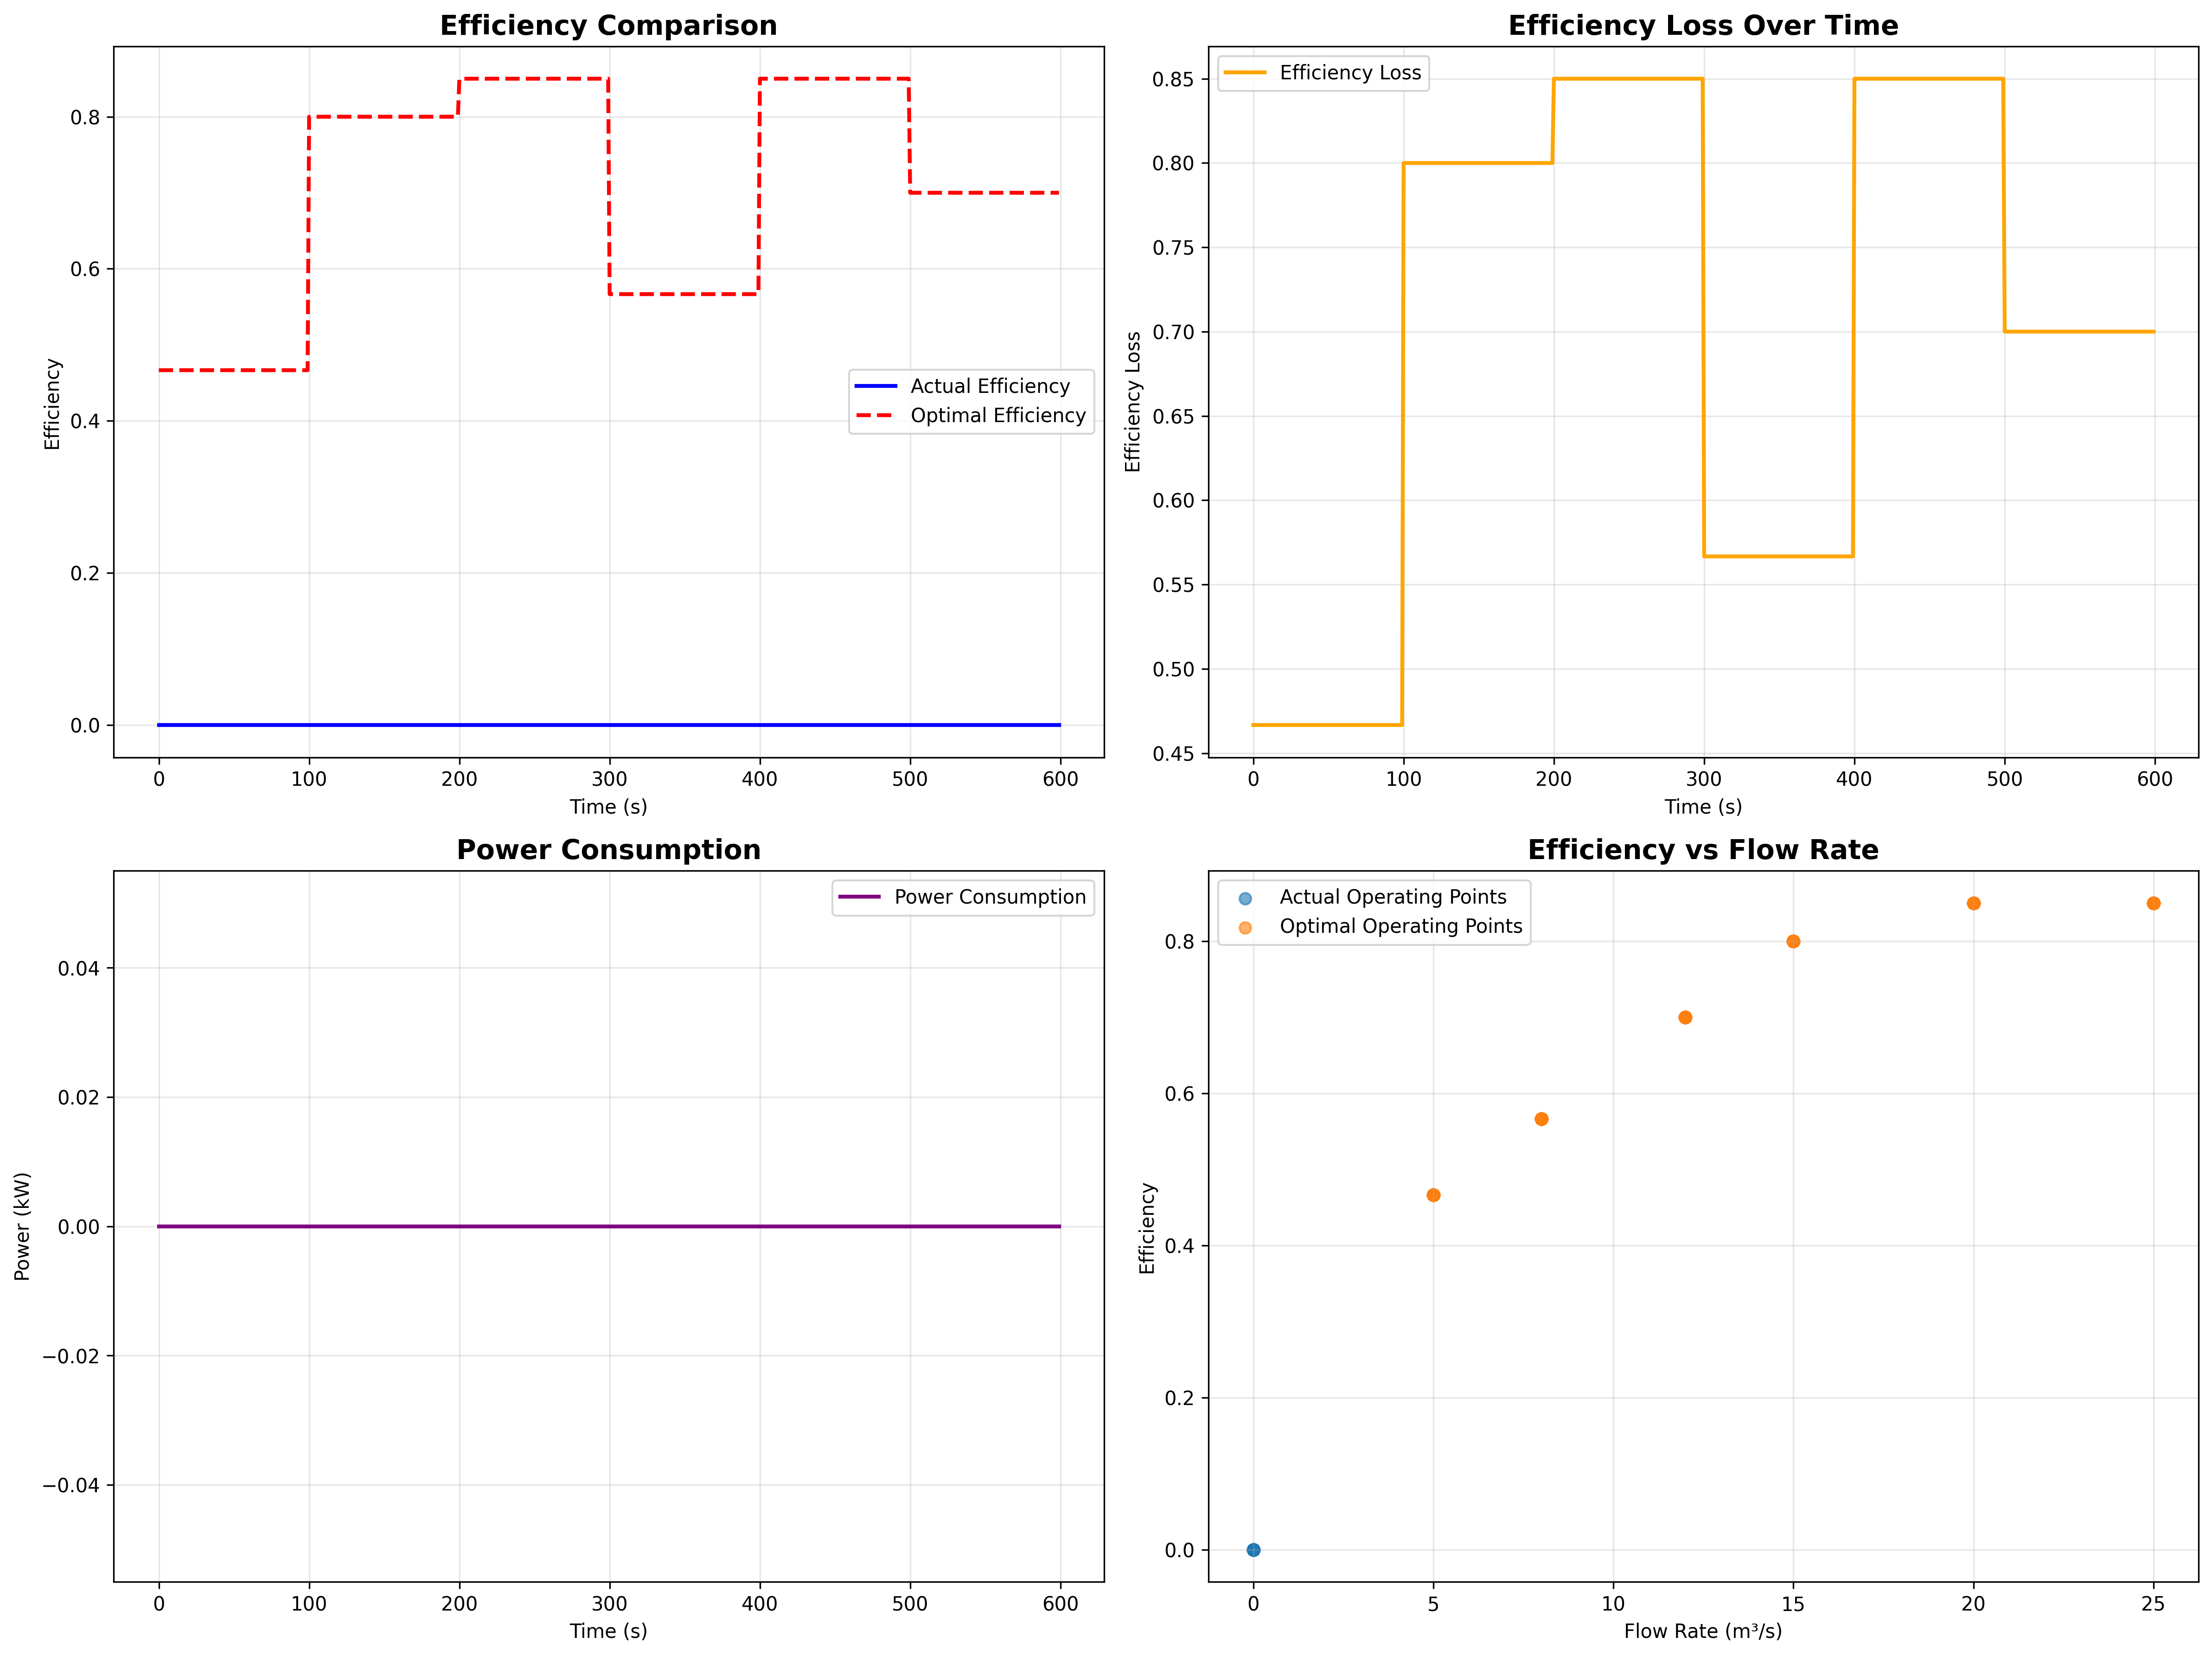 Efficiency Comparison
Efficiency
0.8
0.6
0.4
0.2
0.0
Actual Efficiency
Optimal Efficiency
0 100 200 300 400 500 600
Time (s)
Efficiency Loss Over Time
Efficiency Loss
Efficiency Loss
0.85
0.80
0.75
0.70
0.65
0.60
0.55
0.50
0.45
0 100 200 300 400 500 600
Time (s)
Power Consumption
Power Consumption
Power (kW)
0.04
0.02
0.00
−0.02
−0.04
0 100 200 300 400 500 600
Time (s)
Efficiency vs Flow Rate
Actual Operating Points
Optimal Operating Points
Efficiency
0.8
0.6
0.4
0.2
0.0
0 5 10 15 20 25
Flow Rate (m³/s)